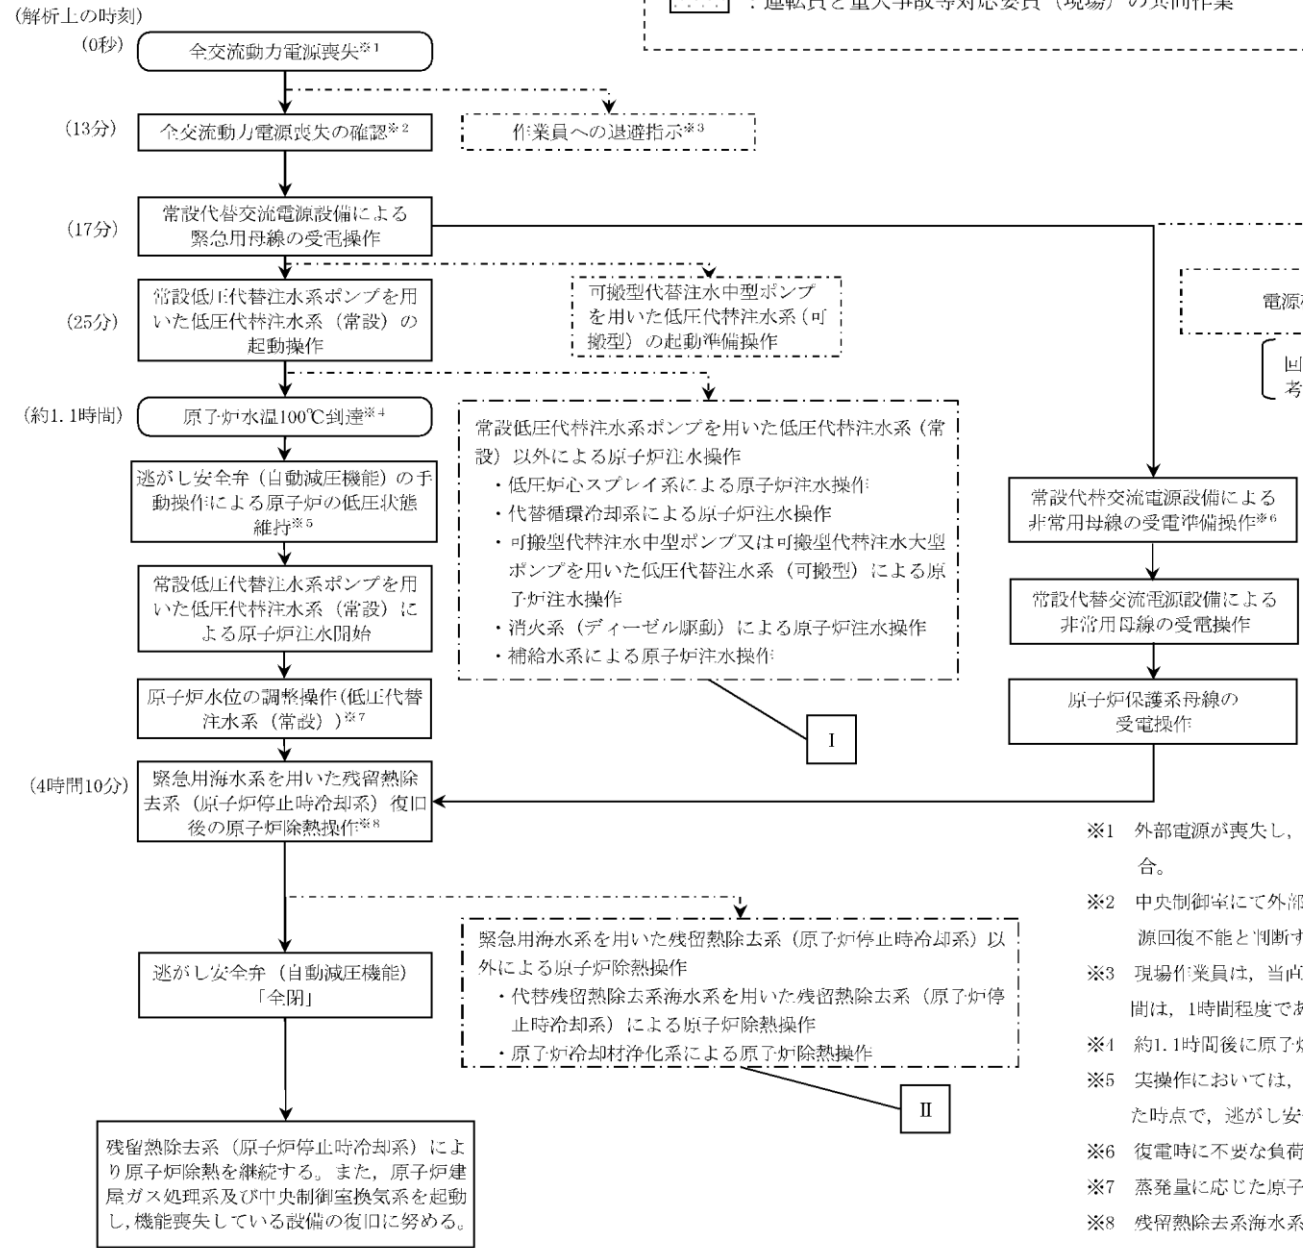 (解析上の時刻)
：運転員と重大事故等対応要員（現場）の共同作業
(0秒)
全交流動力電源喪失※1
(13分)
全交流動力電源喪失の確認※2
作業員への退避指示※3
(17分)
常設代替交流電源設備による
緊急用母線の受電操作
(25分)
常設低圧代替注水系ポンプを用
いた低圧代替注水系（常設）の
起動操作
可搬型代替注水中型ポンプ
を用いた低圧代替注水系（可
搬型）の起動準備操作
電源
回
考
(約1.1時間)
原子炉水温100℃到達※4
逃がし安全弁（自動減圧機能）の手
動操作による原子炉の低圧状態
維持※5
常設低圧代替注水系ポンプを用
いた低圧代替注水系（常設）に
よる原子炉注水開始
原子炉水位の調整操作（低圧代替
注水系（常設））※7
常設低圧代替注水系ポンプを用いた低圧代替注水系（常
設）以外による原子炉注水操作
・低圧炉心スプレイ系による原子炉注水操作
・代替循環冷却系による原子炉注水操作
・可搬型代替注水中型ポンプ又は可搬型代替注水大型
ポンプを用いた低圧代替注水系（可搬型）による原
子炉注水操作
・消火系（ディーゼル駆動）による原子炉注水操作
・補給水系による原子炉注水操作
Ⅰ
常設代替交流電源設備による
非常用母線の受電準備操作※6
常設代替交流電源設備による
非常用母線の受電操作
原子炉保護系母線の
受電操作
(4時間10分)
緊急用海水系を用いた残留熱除
去系（原子炉停止時冷却系）復旧
後の原子炉除熱操作※8
逃がし安全弁（自動減圧機能）
「全閉」
緊急用海水系を用いた残留熱除去系（原子炉停止時冷却系）以
外による原子炉除熱操作
・代替残留熱除去系海水系を用いた残留熱除去系（原子炉停
止時冷却系）による原子炉除熱操作
・原子炉冷却材浄化系による原子炉除熱操作
Ⅱ
残留熱除去系（原子炉停止時冷却系）によ
り原子炉除熱を継続する。また，原子炉建
屋ガス処理系及び中央制御室換気系を起動
し，機能喪失している設備の復旧に努める。
※1 外部電源が喪失し，
合。
※2 中央制御室にて外部
源回復不能と判断す
※3 現場作業員は，当直
間は，1時間程度であ
※4 約1.1時間後に原子炉
※5 実操作においては，
た時点で，逃がし安
※6 復電時に不要な負荷
※7 蒸発量に応じた原子
※8 残留熱除去系海水系